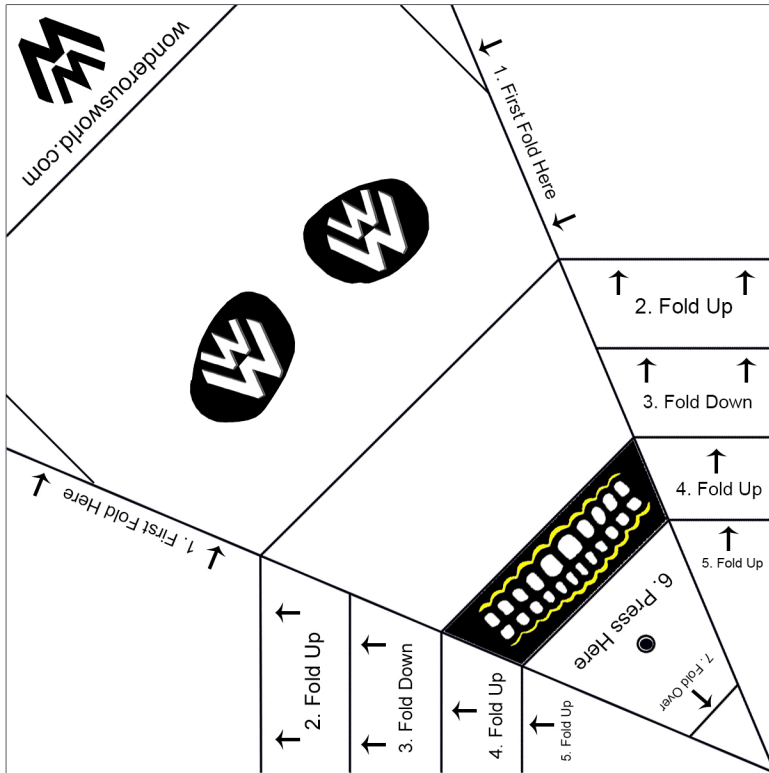 wonderousworld.com
1. First Fold Here
2. Fold Up
3. Fold Down
4. Fold Up
5. Fold Up
6. Press Here
7. Fold Over
1. First Fold Here
2. Fold Up
3. Fold Down
4. Fold Up
5. Fold Up